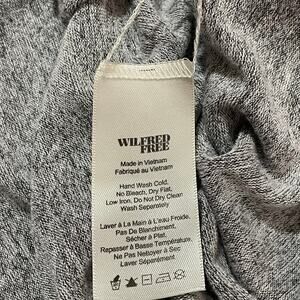 WILFRED
FREE
Made in Vietnam
Fabriqué au Vietnam
Hand Wash Cold,
No Bleach, Dry Flat,
Low Iron, Do Not Dry Clean
Wash Separately
Laver à La Main à L'eau Froide,
Pas De Blanchiment,
Sécher à Plat,
Repasser à Basse Température,
Ne Pas Nettoyer à Sec
Laver Séparément